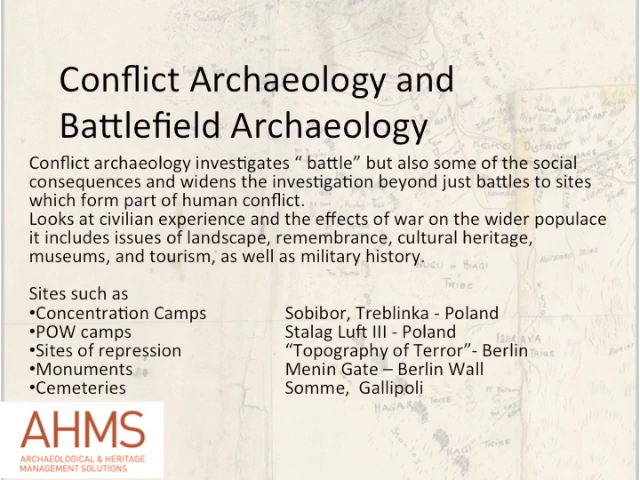 Conflict Archaeology and
Battlefield Archaeology
Conflict archaeology investigates “ battle” but also some of the social
consequences and widens the investigation beyond just battles to sites
which form part of human conflict.
Looks at civilian experience and the effects of war on the wider populace
it includes issues of landscape, remembrance, cultural heritage,
museums, and tourism, as well as military history.
Sites such as
•Concentration Camps Sobibor, Treblinka - Poland
•POW camps Stalag Luft III - Poland
•Sites of repression “Topography of Terror”- Berlin
•Monuments Menin Gate – Berlin Wall
•Cemeteries Somme, Gallipoli
AHMS
ARCHAEOLOGICAL & HERITAGE
MANAGEMENT SOLUTIONS